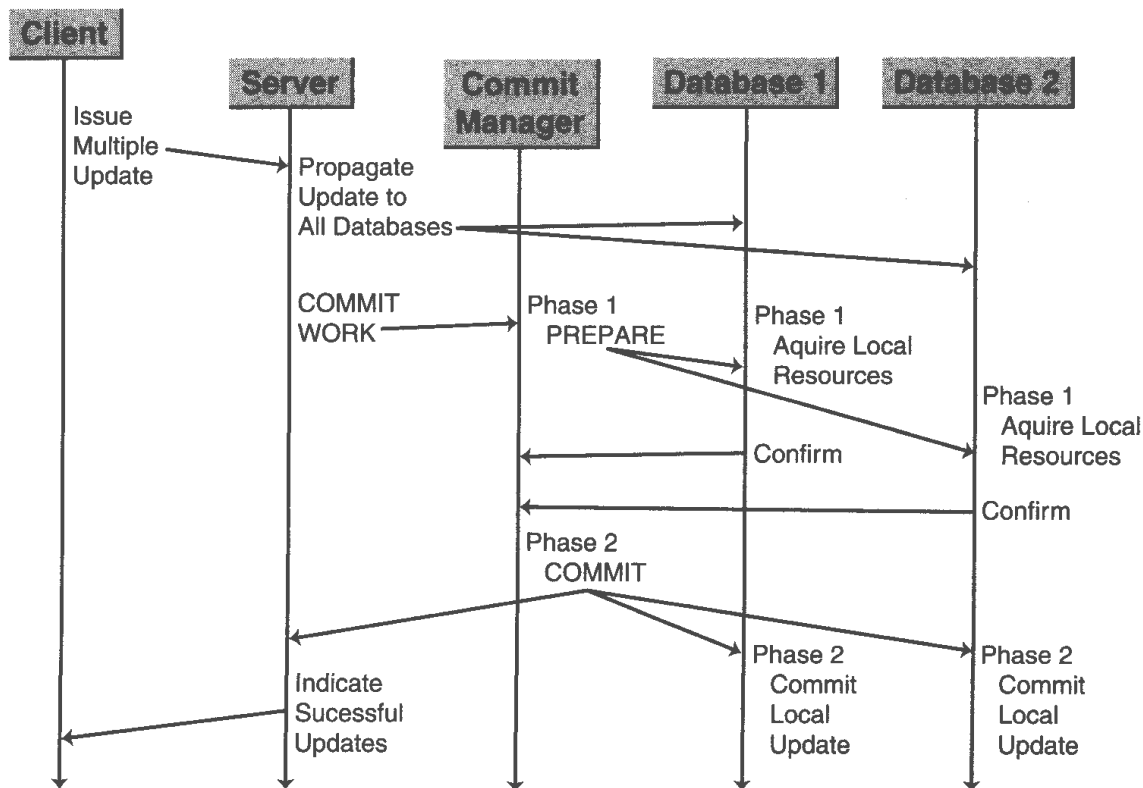 Client
Server
Commit
Manager
Database 1
Database 2
Issue
Multiple
Update
Propagate
Update to
All Databases
COMMIT
WORK
Phase 1
PREPARE
Phase 1
Aquire Local
Resources
Phase 1
Aquire Local
Resources
Confirm
Confirm
Phase 2
COMMIT
Phase 2
Commit
Local
Update
Phase 2
Commit
Local
Update
Indicate
Sucessful
Updates